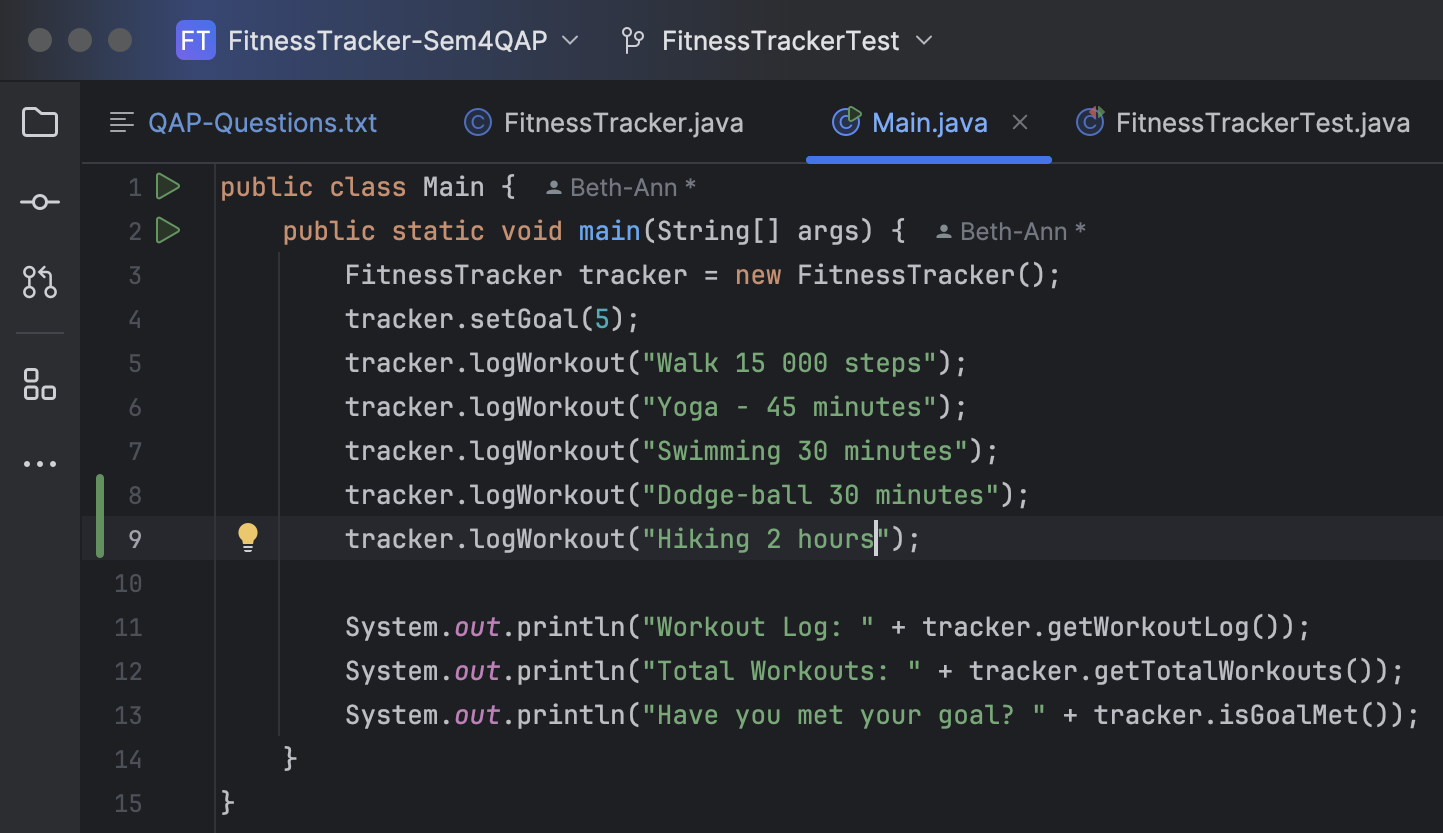 FT FitnessTracker-Sem4QAP FitnessTrackerTest
QAP-Questions.txt FitnessTracker.java Main.java FitnessTrackerTest.java
1 public class Main { Beth-Ann *
2 public static void main(String[] args) { Beth-Ann *
3 FitnessTracker tracker = new FitnessTracker();
4 tracker.setGoal(5);
5 tracker.logWorkout("Walk 15 000 steps");
6 tracker.logWorkout("Yoga - 45 minutes");
7 tracker.logWorkout("Swimming 30 minutes");
8 tracker.logWorkout("Dodge-ball 30 minutes");
9 tracker.logWorkout("Hiking 2 hours");
10
11 System.out.println("Workout Log: " + tracker.getWorkoutLog());
12 System.out.println("Total Workouts: " + tracker.getTotalWorkouts());
13 System.out.println("Have you met your goal? " + tracker.isGoalMet());
14 }
15 }